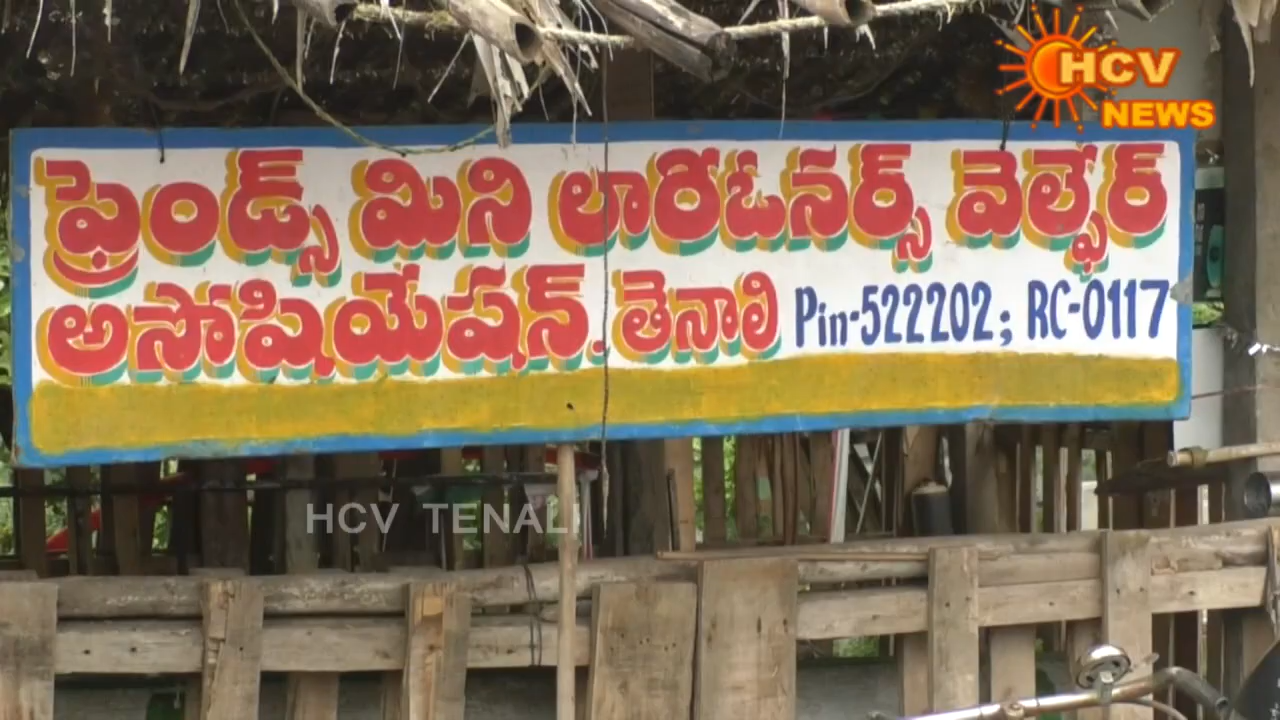 HCV
NEWS
ఫ్రెండ్స్ మిని లారీఓనర్స్ వెల్ఫేర్
అసోషియేషన్. తెనాలి Pin-522202; RC-0117
HCV TENALI